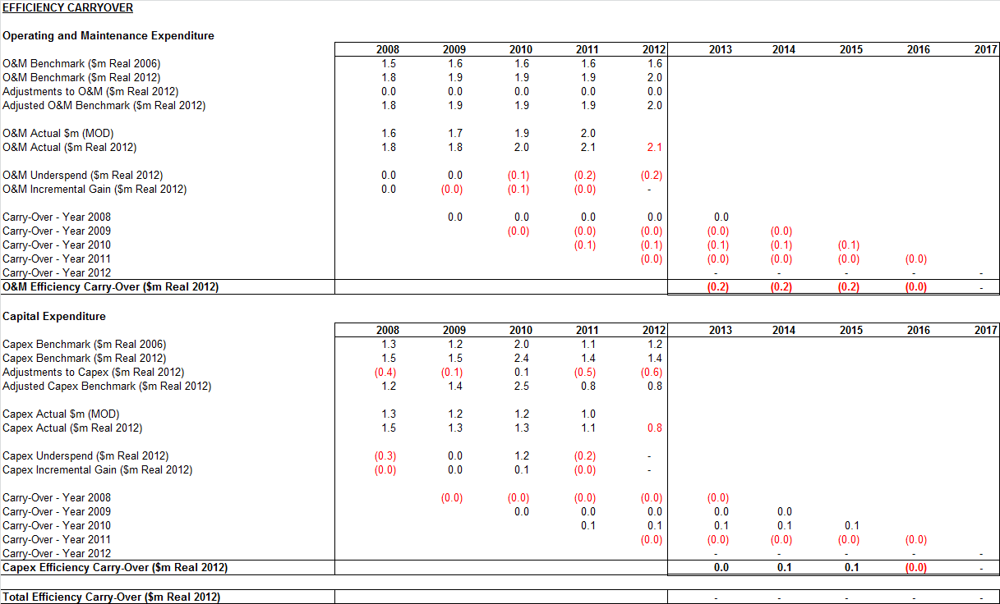 EFFICIENCY CARRYOVER
Operating and Maintenance Expenditure
2008 2009 2010 2011 2012 2013 2014 2015 2016 2017
O&M Benchmark ($m Real 2006) 1.5 1.6 1.6 1.6 1.6
O&M Benchmark ($m Real 2012) 1.8 1.9 1.9 1.9 2.0
Adjustments to O&M ($m Real 2012) 0.0 0.0 0.0 0.0 0.0
Adjusted O&M Benchmark ($m Real 2012) 1.8 1.9 1.9 1.9 2.0
O&M Actual $m (MOD) 1.6 1.7 1.9 2.0
O&M Actual ($m Real 2012) 1.8 1.8 2.0 2.1 2.1
O&M Underspend ($m Real 2012) 0.0 0.0 (0.1) (0.2) (0.2)
O&M Incremental Gain ($m Real 2012) 0.0 (0.0) (0.1) (0.0) -
Carry-Over - Year 2008 0.0 0.0 0.0 0.0 0.0
Carry-Over - Year 2009 (0.0) (0.0) (0.0) (0.0) (0.0)
Carry-Over - Year 2010 (0.1) (0.1) (0.1) (0.1) (0.1)
Carry-Over - Year 2011 (0.0) (0.0) (0.0) (0.0) (0.0)
Carry-Over - Year 2012 - - - - -
O&M Efficiency Carry-Over ($m Real 2012) (0.2) (0.2) (0.2) (0.0) -
Capital Expenditure
2008 2009 2010 2011 2012 2013 2014 2015 2016 2017
Capex Benchmark ($m Real 2006) 1.3 1.2 2.0 1.1 1.2
Capex Benchmark ($m Real 2012) 1.5 1.5 2.4 1.4 1.4
Adjustments to Capex ($m Real 2012) (0.4) (0.1) 0.1 (0.5) (0.6)
Adjusted Capex Benchmark ($m Real 2012) 1.2 1.4 2.5 0.8 0.8
Capex Actual $m (MOD) 1.3 1.2 1.2 1.0
Capex Actual ($m Real 2012) 1.5 1.3 1.3 1.1 0.8
Capex Underspend ($m Real 2012) (0.3) 0.0 1.2 (0.2) -
Capex Incremental Gain ($m Real 2012) (0.0) 0.0 0.1 (0.0) -
Carry-Over - Year 2008 (0.0) (0.0) (0.0) (0.0) (0.0)
Carry-Over - Year 2009 0.0 0.0 0.0 0.0 0.0
Carry-Over - Year 2010 0.1 0.1 0.1 0.1 0.1
Carry-Over - Year 2011 (0.0) (0.0) (0.0) (0.0) (0.0)
Carry-Over - Year 2012 - - - - -
Capex Efficiency Carry-Over ($m Real 2012) 0.0 0.1 0.1 (0.0) -
Total Efficiency Carry-Over ($m Real 2012) - - - - -